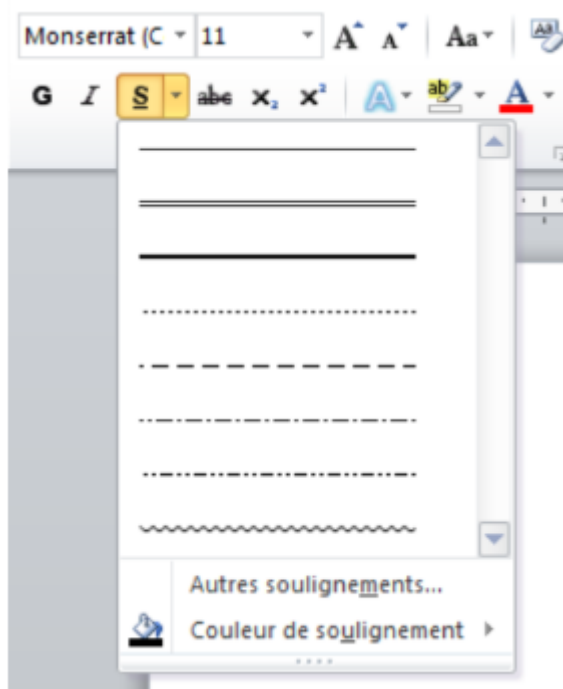 Monserrat (C 11 A A Aa
G I S abc x₂ x² A ab A
Autres soulignements...
Couleur de soulignement